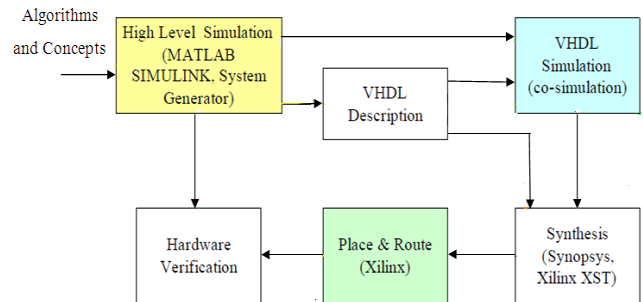 Algorithms
and Concepts
High Level Simulation
(MATLAB
SIMULINK, System
Generator)
VHDL
Description
VHDL
Simulation
(co-simulation)
Hardware
Verification
Place & Route
(Xilinx)
Synthesis
(Synopsys,
Xilinx XST)